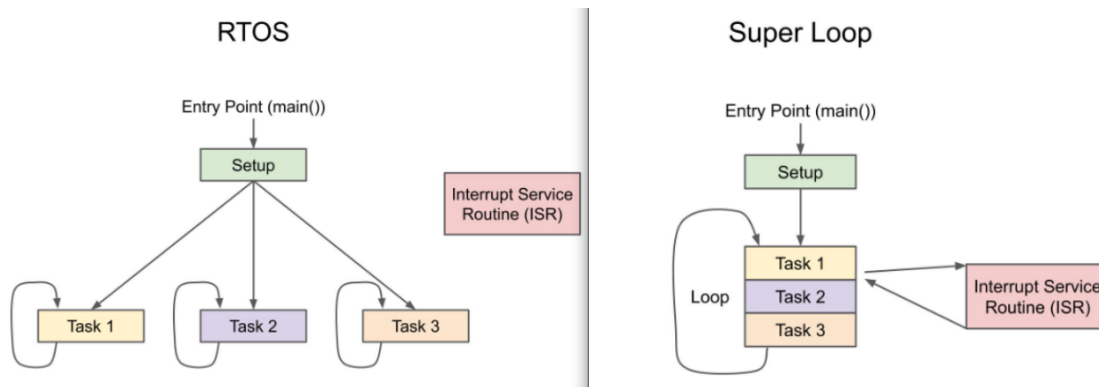 RTOS
Entry Point (main())
Setup
Interrupt Service
Routine (ISR)
Task 1
Task 2
Task 3
Super Loop
Entry Point (main())
Setup
Task 1
Loop
Task 2
Task 3
Interrupt Service
Routine (ISR)